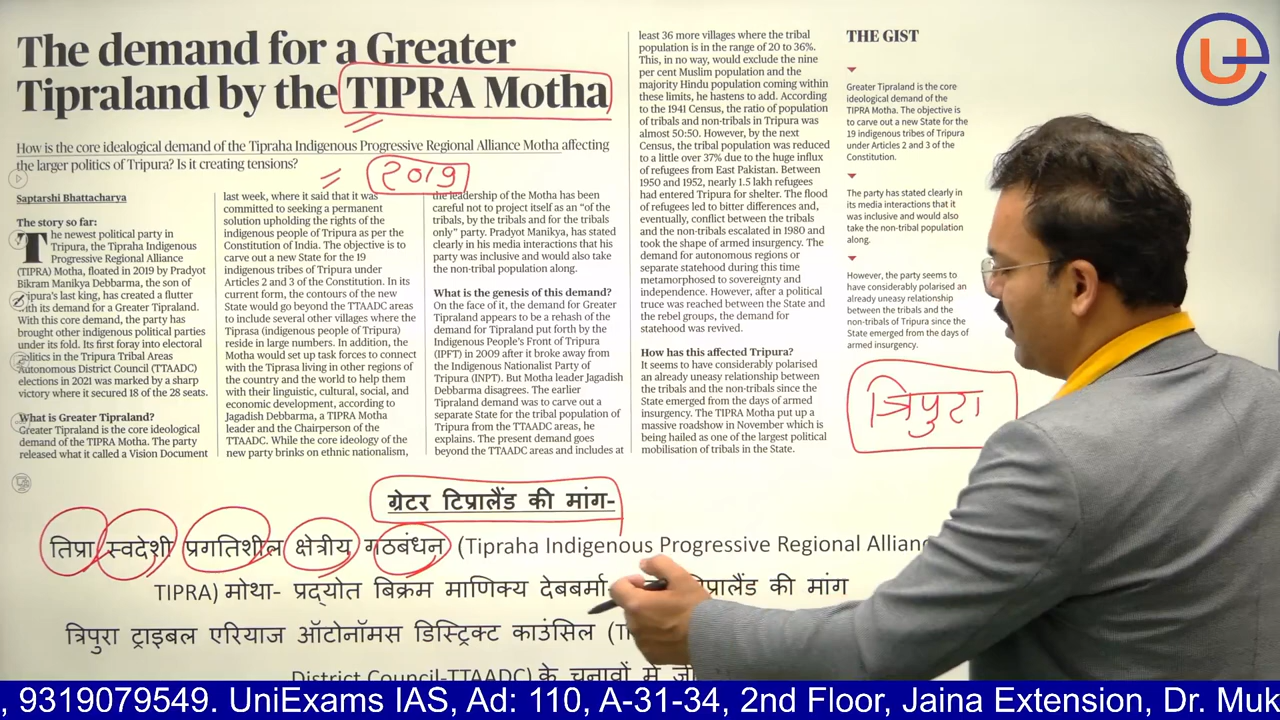 The demand for a Greater
Tipraland by the TIPRA Motha
How is the core idealogical demand of the Tipraha Indigenous Progressive Regional Alliance Motha affecting
the larger politics of Tripura? Is it creating tensions?
२०१९
Saptarshi Bhattacharya
The story so far:
The newest political party in
Tripura, the Tipraha Indigenous
Progressive Regional Alliance
(TIPRA) Motha, floated in 2019 by Pradyot
Bikram Manikya Debbarma, the son of
Tripura's last king, has created a flutter
with its demand for a Greater Tipraland.
With this core demand, the party has
brought other indigenous political parties
under its fold. Its first foray into electoral
politics in the Tripura Tribal Areas
Autonomous District Council (TTAADC)
elections in 2021 was marked by a sharp
victory where it secured 18 of the 28 seats.
What is Greater Tipraland?
Greater Tipraland is the core ideological
demand of the TIPRA Motha. The party
released what it called a Vision Document
last week, where it said that it was
committed to seeking a permanent
solution upholding the rights of the
indigenous people of Tripura as per the
Constitution of India. The objective is to
carve out a new State for the 19
indigenous tribes of Tripura under
Articles 2 and 3 of the Constitution. In its
current form, the contours of the new
State would go beyond the TTAADC areas
to include several other villages where the
Tiprasa (indigenous people of Tripura)
reside in large numbers. In addition, the
Motha would set up task forces to connect
with the Tiprasa living in other regions of
the country and the world to help them
with their linguistic, cultural, social, and
economic development, according to
Jagadish Debbarma, a TIPRA Motha
leader and the Chairperson of the
TTAADC. While the core ideology of the
new party brinks on ethnic nationalism,
the leadership of the Motha has been
careful not to project itself as an "of the
tribals, by the tribals and for the tribals
only" party. Pradyot Manikya, has stated
clearly in his media interactions that his
party was inclusive and would also take
the non-tribal population along.
What is the genesis of this demand?
On the face of it, the demand for Greater
Tipraland appears to be a rehash of the
demand for Tipraland put forth by the
Indigenous People's Front of Tripura
(IPFT) in 2009 after it broke away from
the Indigenous Nationalist Party of
Tripura (INPT). But Motha leader Jagadish
Debbarma disagrees. The earlier
Tipraland demand was to carve out a
separate State for the tribal population of
Tripura from the TTAADC areas, he
explains. The present demand goes
beyond the TTAADC areas and includes at
least 36 more villages where the tribal
population is in the range of 20 to 36%.
This, in no way, would exclude the nine
per cent Muslim population and the
majority Hindu population coming within
these limits, he hastens to add. According
to the 1941 Census, the ratio of population
of tribals and non-tribals in Tripura was
almost 50:50. However, by the next
Census, the tribal population was reduced
to a little over 37% due to the huge influx
of refugees from East Pakistan. Between
1950 and 1952, nearly 1.5 lakh refugees
had entered Tripura for shelter. The flood
of refugees led to bitter differences and,
eventually, conflict between the tribals
and the non-tribals escalated in 1980 and
took the shape of armed insurgency. The
demand for autonomous regions or
separate statehood during this time
metamorphosed to sovereignty and
independence. However, after a political
truce was reached between the State and
the rebel groups, the demand for
statehood was revived.
How has this affected Tripura?
It seems to have considerably polarised
an already uneasy relationship between
the tribals and the non-tribals since the
State emerged from the days of armed
insurgency. The TIPRA Motha put up a
massive roadshow in November which is
being hailed as one of the largest political
mobilisation of tribals in the State.
THE GIST
Greater Tipraland is the core
ideological demand of the
TIPRA Motha. The objective is
to carve out a new State for the
19 indigenous tribes of Tripura
under Articles 2 and 3 of the
Constitution.
The party has stated clearly in
its media interactions that it
was inclusive and would also
take the non-tribal population
along.
However, the party seems to
have considerably polarised an
already uneasy relationship
between the tribals and the
non-tribals of Tripura since the
State emerged from the days of
armed insurgency.
त्रिपुरा
ग्रेटर टिप्रालैंड की मांग-
तिप्रा स्वदेशी प्रगतिशील क्षेत्रीय गठबंधन (Tipraha Indigenous Progressive Regional
TIPRA) मोथा- प्रद्योत बिक्रम माणिक्य देबबर्मा- की मांग
त्रिपुरा ट्राइबल एरियाज ऑटोनॉमस डिस्ट्रिक्ट काउंसिल
District Council-TTAADC) के चुनावों में
, 9319079549. UniExams IAS, Ad: 110, A-31-34, 2nd Floor, Jaina Extension, Dr. Muk